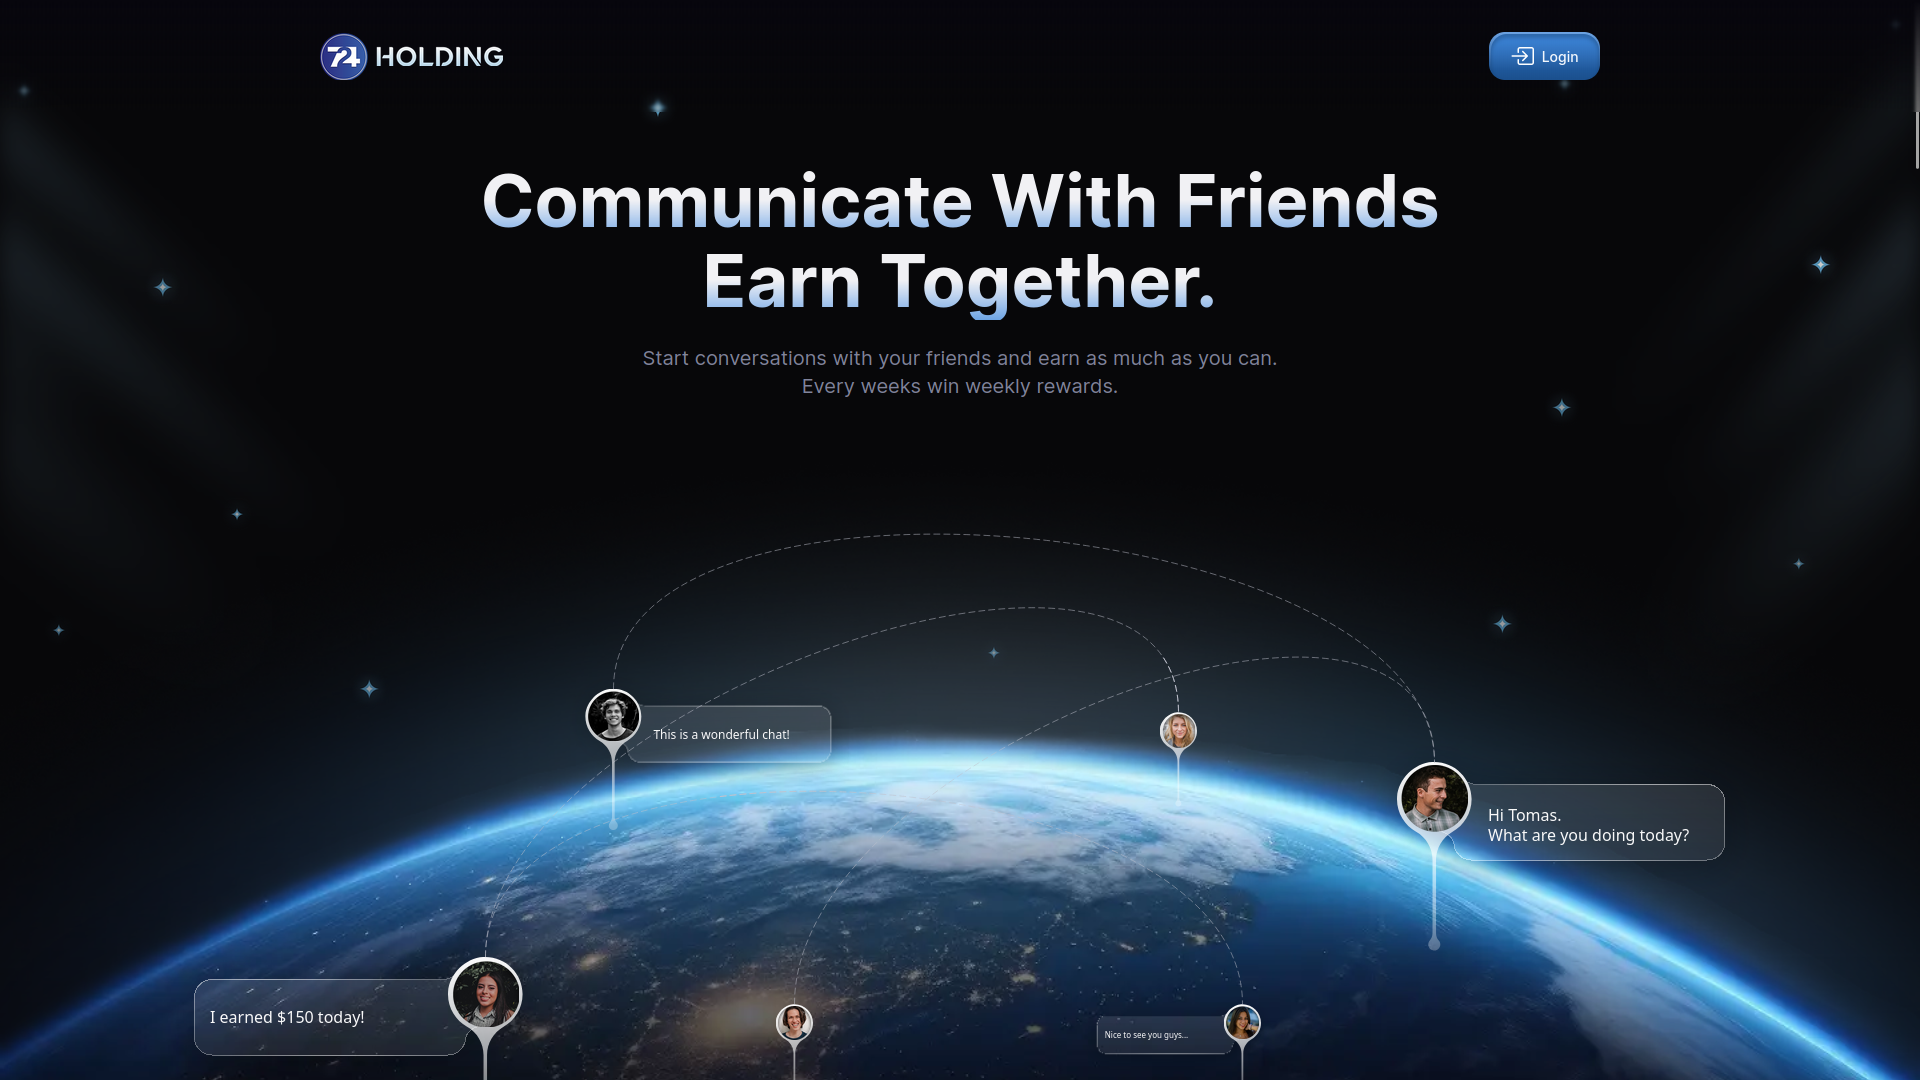 724 HOLDING
Login
Communicate With Friends
Earn Together.
Start conversations with your friends and earn as much as you can.
Every weeks win weekly rewards.
This is a wonderful chat!
Hi Tomas.
What are you doing today?
I earned $150 today!
Nice to see you guys...